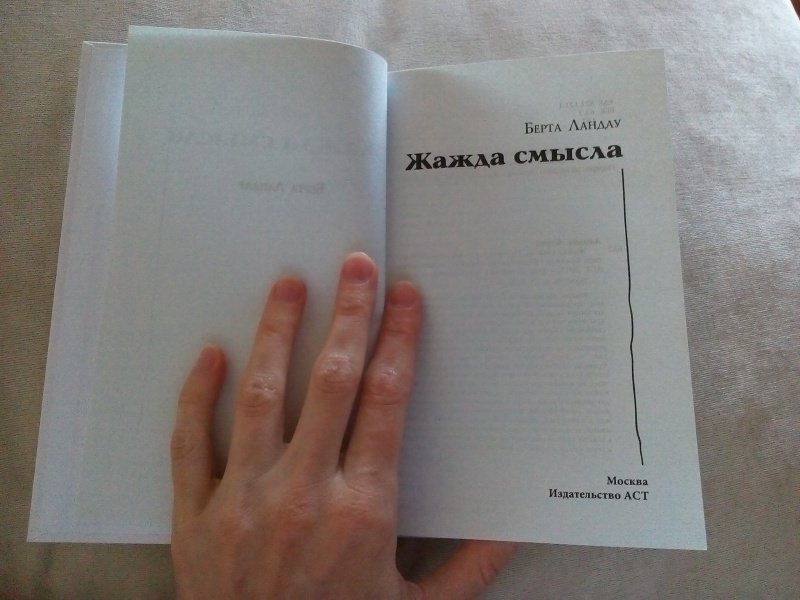 Берта Ландау
Жажда смысла
Москва
Издательство АСТ